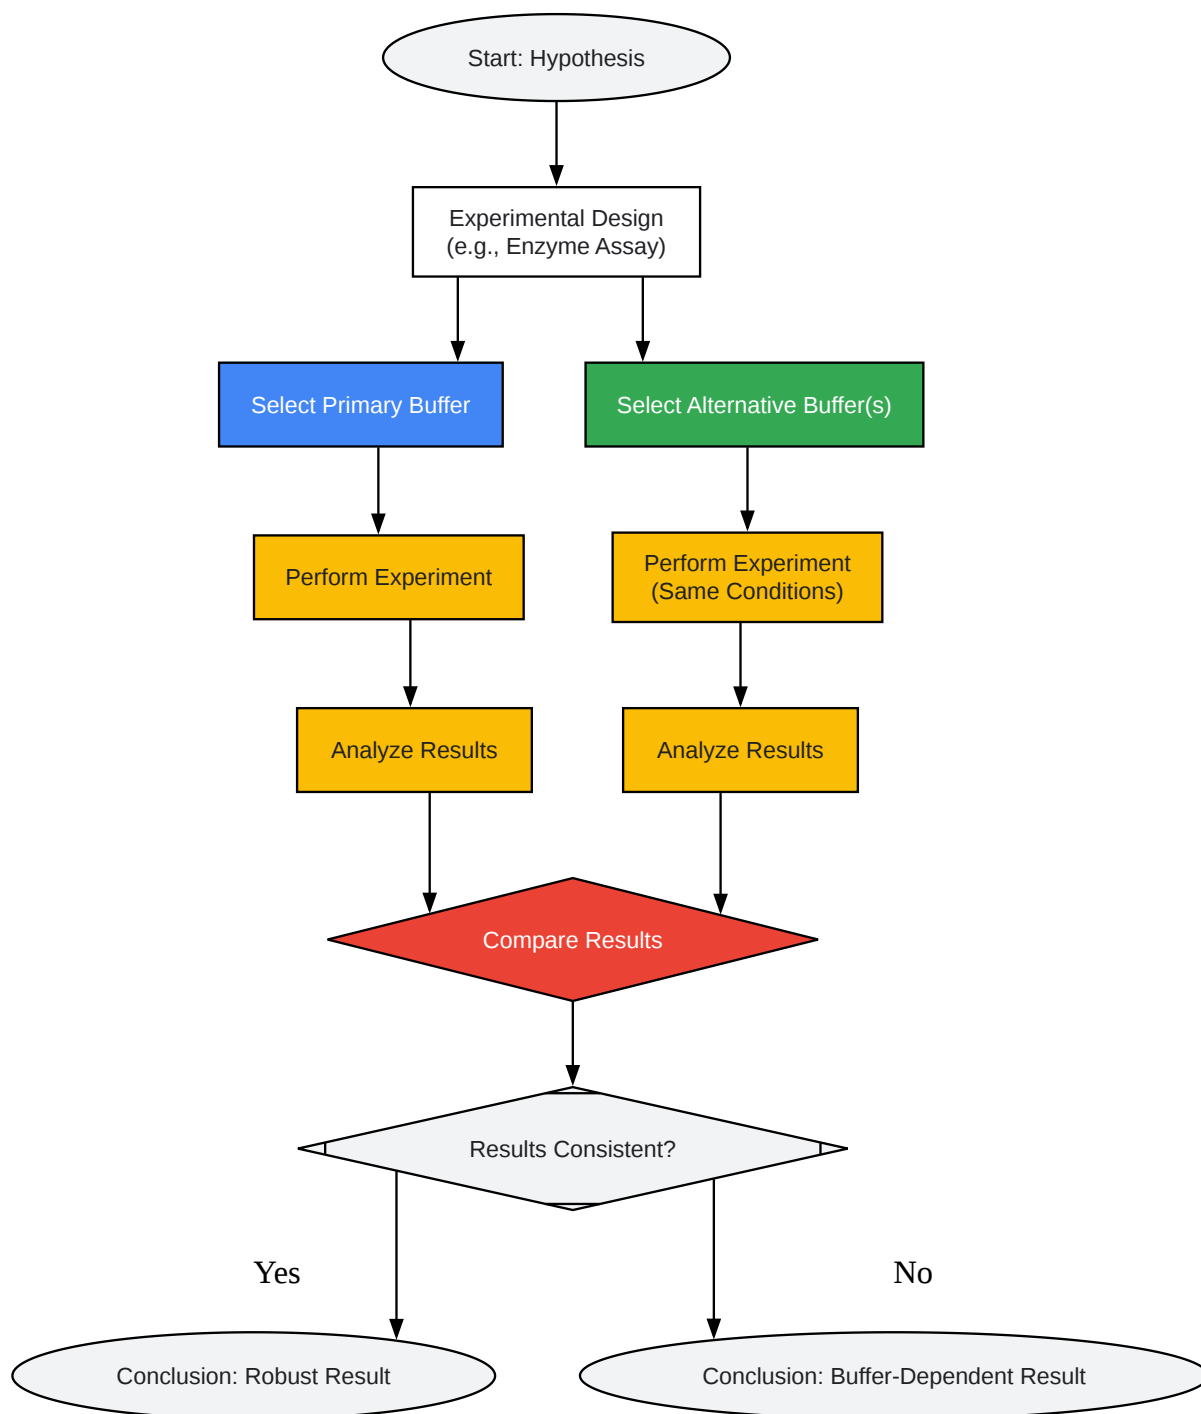 Start: Hypothesis
Experimental Design
(e.g., Enzyme Assay)
Select Primary Buffer
Select Alternative Buffer(s)
Perform Experiment
Perform Experiment
(Same Conditions)
Analyze Results
Analyze Results
Compare Results
Results Consistent?
Yes
No
Conclusion: Robust Result
Conclusion: Buffer-Dependent Result